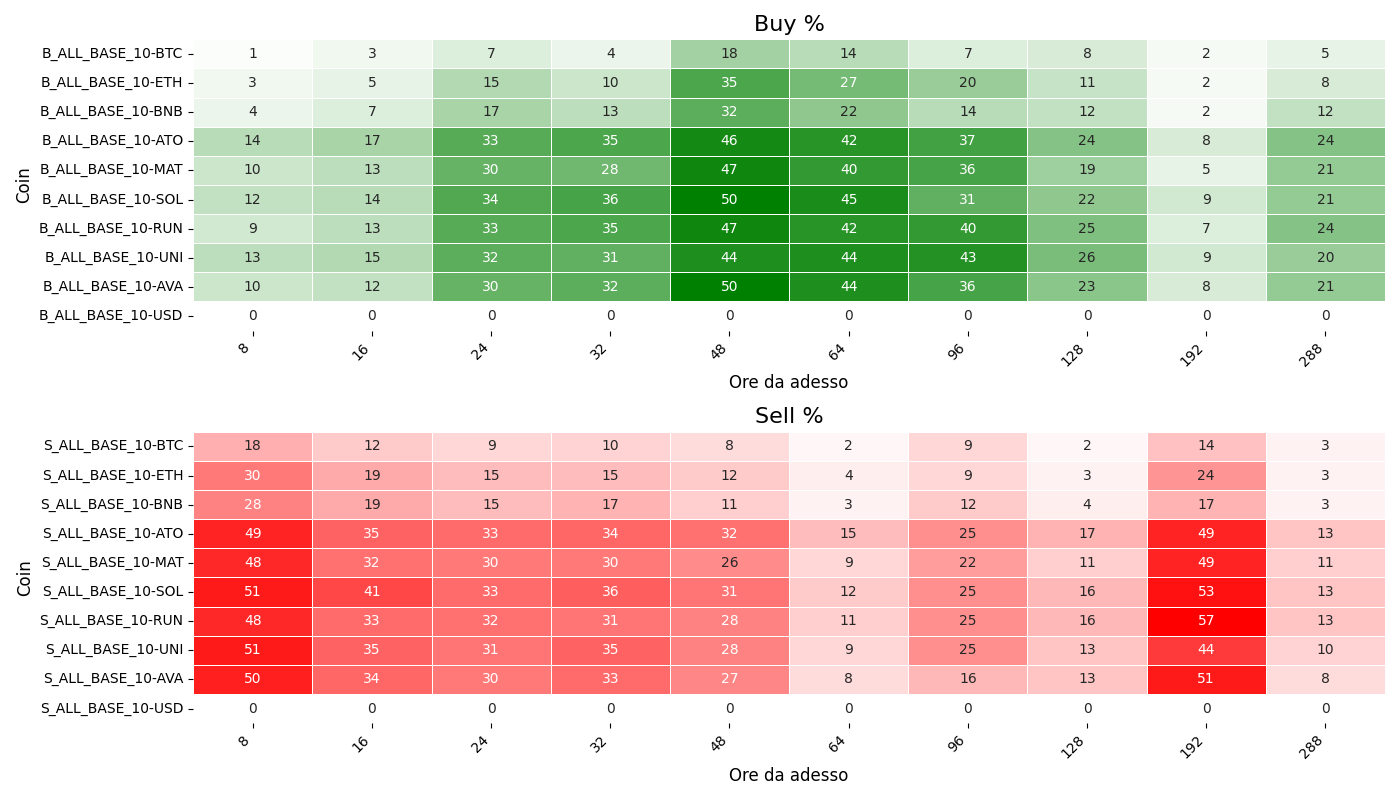 Buy %
Coin
B_ALL_BASE_10-BTC 1 3 7 4 18 14 7 8 2 5
B_ALL_BASE_10-ETH 3 5 15 10 35 27 20 11 2 8
B_ALL_BASE_10-BNB 4 7 17 13 32 22 14 12 2 12
B_ALL_BASE_10-ATO 14 17 33 35 46 42 37 24 8 24
B_ALL_BASE_10-MAT 10 13 30 28 47 40 36 19 5 21
B_ALL_BASE_10-SOL 12 14 34 36 50 45 31 22 9 21
B_ALL_BASE_10-RUN 9 13 33 35 47 42 40 25 7 24
B_ALL_BASE_10-UNI 13 15 32 31 44 44 43 26 9 20
B_ALL_BASE_10-AVA 10 12 30 32 50 44 36 23 8 21
B_ALL_BASE_10-USD 0 0 0 0 0 0 0 0 0 0
8 16 24 32 48 64 96 128 192 288
Ore da adesso
Sell %
Coin
S_ALL_BASE_10-BTC 18 12 9 10 8 2 9 2 14 3
S_ALL_BASE_10-ETH 30 19 15 15 12 4 9 3 24 3
S_ALL_BASE_10-BNB 28 19 15 17 11 3 12 4 17 3
S_ALL_BASE_10-ATO 49 35 33 34 32 15 25 17 49 13
S_ALL_BASE_10-MAT 48 32 30 30 26 9 22 11 49 11
S_ALL_BASE_10-SOL 51 41 33 36 31 12 25 16 53 13
S_ALL_BASE_10-RUN 48 33 32 31 28 11 25 16 57 13
S_ALL_BASE_10-UNI 51 35 31 35 28 9 25 13 44 10
S_ALL_BASE_10-AVA 50 34 30 33 27 8 16 13 51 8
S_ALL_BASE_10-USD 0 0 0 0 0 0 0 0 0 0
8 16 24 32 48 64 96 128 192 288
Ore da adesso